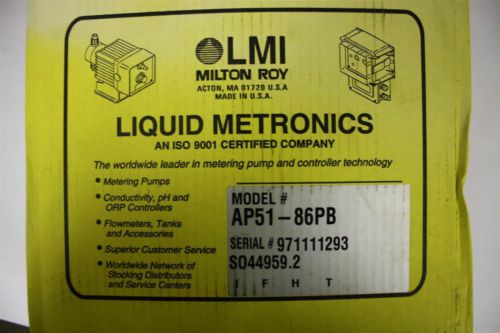 LMI
MILTON ROY
ACTON, MA 01720 U.S.A
MADE IN U.S.A.
LIQUID METRONICS
AN ISO 9001 CERTIFIED COMPANY
The worldwide leader in metering pump and controller technology
• Metering Pumps
• Conductivity, pH and
ORP Controllers
• Flowmeters, Tanks
and Accessories
• Superior Customer Service
• Worldwide Network of
Stocking Distributors
and Service Centers
MODEL #
AP51-86PB
SERIAL # 971111293
SO44959.2
I F H T